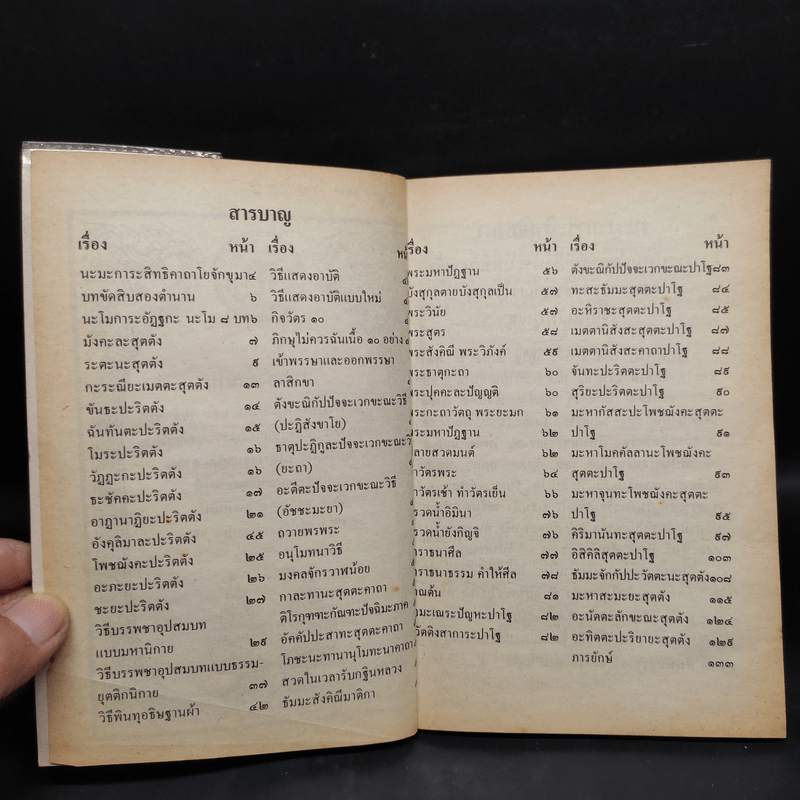 สารบาญ
เรื่อง หน้า
นะมะการะสิทธิคาถาโยจักขุมา ๔
บทขัดสิบสองตำนาน ๖
นะโมการะอัฏฐกะ นะโม ๘ บท ๖
มังคะละสุตตัง ๗
ระตะนะสุตตัง ๙
กะระณียะเมตตะสุตตัง ๑๓
ขันธะปะริตตัง ๑๔
ฉันทันตะปะริตตัง ๑๕
โมระปะริตตัง ๑๖
วัฏฏะกะปะริตตัง ๑๖
ธะชัคคะปะริตตัง ๑๗
อาฏานาฏิยะปะริตตัง ๒๑
อังคุลิมาละปะริตตัง ๔๕
โพชฌังคะปะริตตัง ๒๕
อะภะยะปะริตตัง ๒๖
ชะยะปะริตตัง ๒๗
วิธีบรรพชาอุปสมบท
แบบมหานิกาย ๒๙
วิธีบรรพชาอุปสมบทแบบธรรม-
ยุตติกนิกาย ๓๗
วิธีพินทุอธิษฐานผ้า ๔๒
เรื่อง
วิธีแสดงอาบัติ
วิธีแสดงอาบัติแบบใหม่
กิจวัตร ๑๐
ภิกษุไม่ควรฉันเนื้อ ๑๐ อย่าง
เข้าพรรษาและออกพรรษา
ลาสิกขา
ตังขะณิกัปปัจจะเวกขะณะวิธี
(ปะฏิสังขาโย)
ธาตุปะฏิกูละปัจจะเวกขะณะวิธี
(ยะถา)
อะตีตะปัจจะเวกขะณะวิธี
(อัชชะมะยา)
ถวายพรพระ
อนุโมทนาวิธี
มงคลจักรวาฬน้อย
กาละทานะสุตตะคาถา
ติโรกุฑฑะกัณฑะปัจฉิมะภาค
อัคคัปปะสาทะสุตตะคาถา
โภชะนะทานานุโมทะนาคาถา
สวดในเวลารับกฐินหลวง
ธัมมะสังคิณีมาติกา
เรื่อง หน้า
พระมหาปัฏฐาน ๕๖
บังสุกุลตายบังสุกุลเป็น ๕๗
พระวินัย ๕๗
พระสูตร ๕๘
พระสังคิณี พระวิภังค์ ๕๙
พระธาตุกะถา ๖๐
พระปุคคะละปัญญัติ ๖๐
พระกะถาวัตถุ พระยะมก ๖๑
พระมหาปัฏฐาน ๖๒
สวดมนต์ ๖๔
วัตรพระ
วัตรเช้า ทำวัตรเย็น ๖๖
รวดน้ำอิมินา ๗๖
รวดน้ำยังกิญจิ ๗๖
ราธนาศีล ๗๗
ราธนาธรรม คำให้ศีล ๗๘
๘๑
มะเณระปัญหะปาโฐ ๘๒
วัตติงสาการะปาโฐ ๘๒
เรื่อง หน้า
ตังขะณิกัปปัจจะเวกขะณะปาโฐ ๘๓
ทะสะธัมมะสุตตะปาโฐ ๘๔
อะหิราชะสุตตะปาโฐ ๘๕
เมตตานิสังสะสุตตะปาโฐ ๘๗
เมตตานิสังสะคาถาปาโฐ ๘๘
จันทะปะริตตะปาโฐ ๘๙
สุริยะปะริตตะปาโฐ ๙๐
มะหากัสสะปะโพชฌังคะสุตตะ
ปาโฐ ๙๑
มะหาโมคคัลลานะโพชฌังคะ
สุตตะปาโฐ ๙๓
มะหาจุนทะโพชฌังคะสุตตะ
ปาโฐ ๙๕
คิริมานันทะสุตตะปาโฐ ๙๗
อิสิคิลิสุตตะปาโฐ ๑๐๓
ธัมมะจักกัปปะวัตตะนะสุตตัง ๑๐๘
มะหาสะมะยะสุตตัง ๑๑๕
อะนัตตะลักขะณะสุตตัง ๑๒๔
อะทิตตะปะริยายะสุตตัง ๑๒๙
ภารยักษ์ ๑๓๓